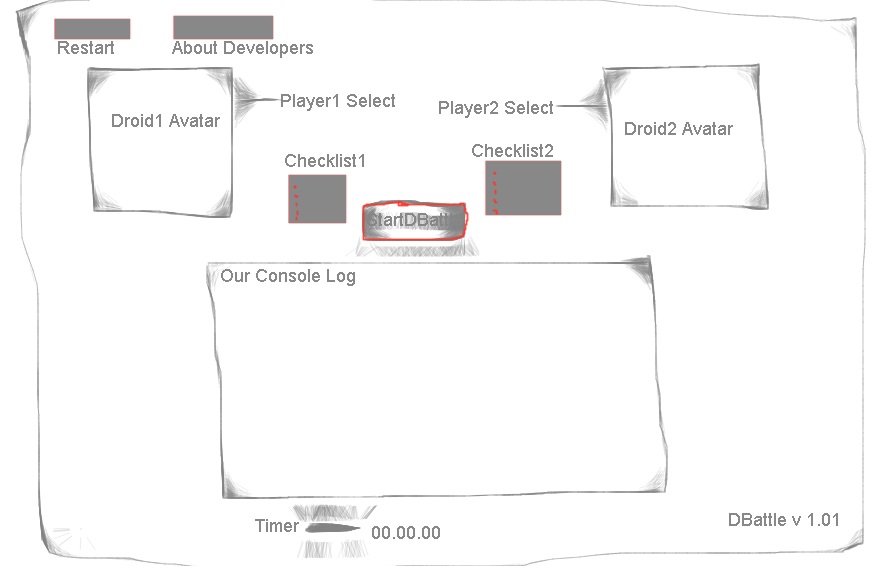 Restart
About Developers
Droid1 Avatar
Player1 Select
Player2 Select
Droid2 Avatar
Checklist1
Checklist2
StartDBattle
Our Console Log
Timer
00.00.00
DBattle v 1.01